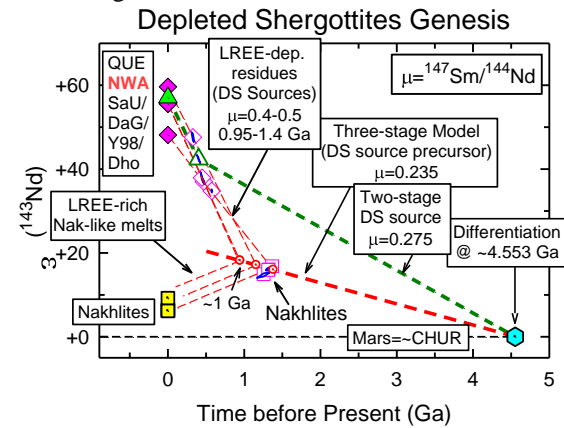 Depleted Shergottites Genesis
QUE
NWA
SaU/
DaG/
Y98/
Dho
LREE-dep.
residues
(DS Sources)
μ=0.4-0.5
0.95-1.4 Ga
μ=¹⁴⁷Sm/¹⁴⁴Nd
Three-stage Model
(DS source precursor)
μ=0.235
Two-stage
DS source
μ=0.275
Differentiation
@ ~4.553 Ga
LREE-rich
Nak-like melts
Nakhlites
~1 Ga
Nakhlites
Mars=~CHUR
+60
+40
+20
+0
ε (¹⁴³Nd)
0 1 2 3 4 5
Time before Present (Ga)